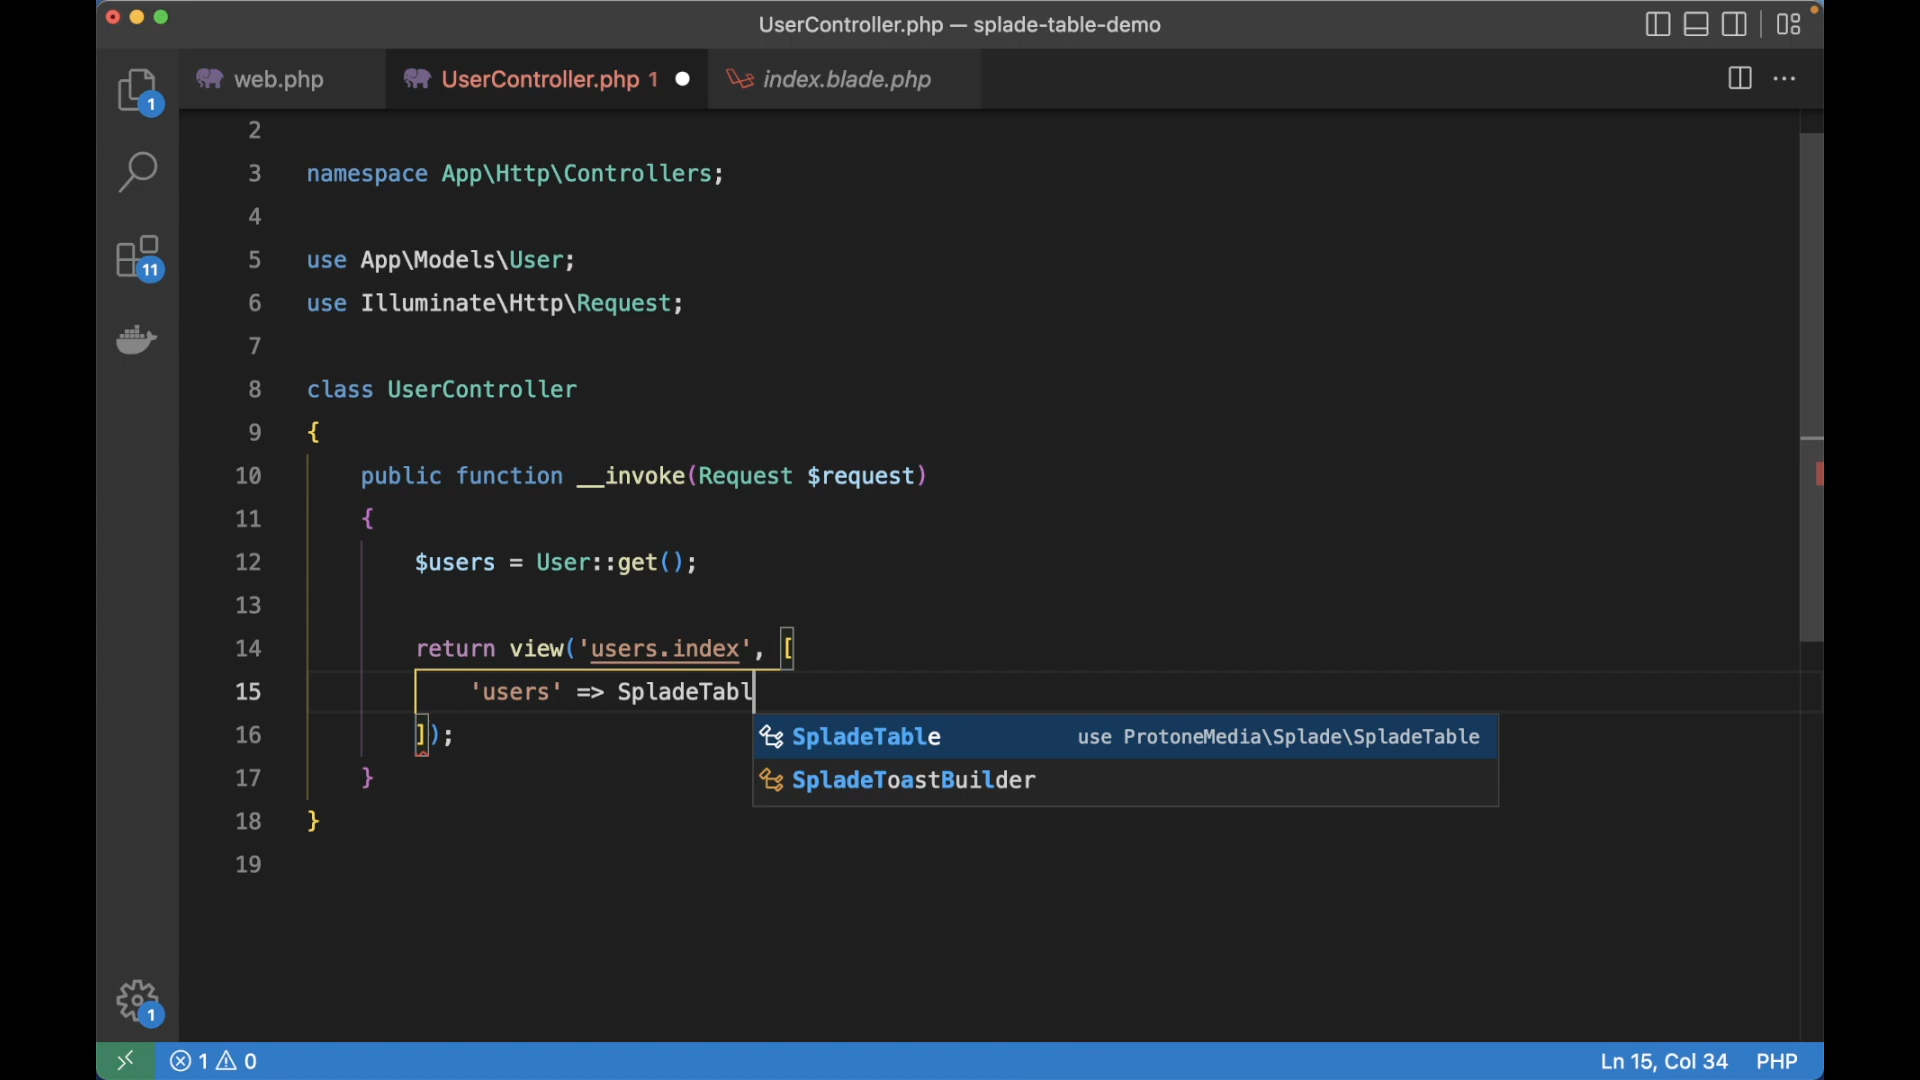 UserController.php — splade-table-demo
web.php
UserController.php 1
index.blade.php
2
3 namespace App\Http\Controllers;
4
5 use App\Models\User;
6 use Illuminate\Http\Request;
7
8 class UserController
9 {
10 public function __invoke(Request $request)
11 {
12 $users = User::get();
13
14 return view('users.index', [
15 'users' => SpladeTabl
16 ]);
17 }
18 }
19
SpladeTable use ProtoneMedia\Splade\SpladeTable
SpladeToastBuilder
1
11
1
1 0
Ln 15, Col 34 PHP